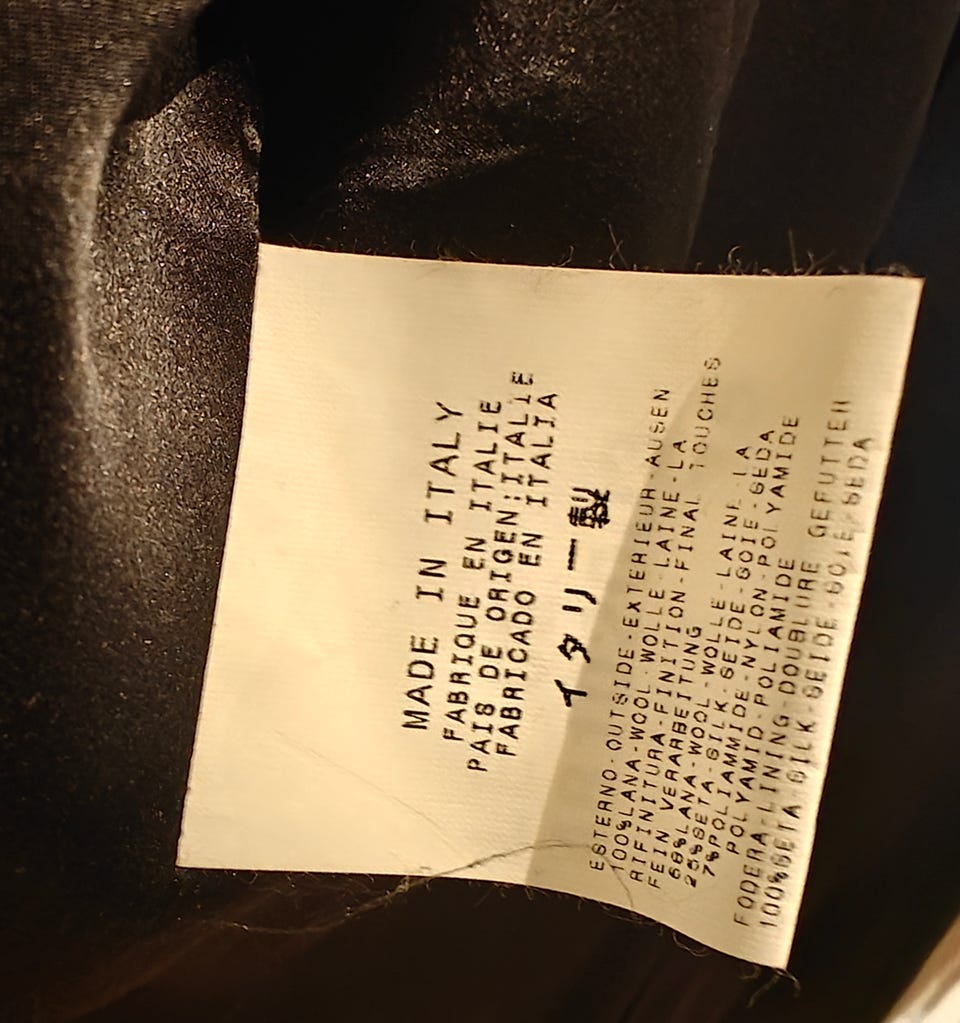 MADE IN ITALY
FABRIQUE EN ITALIE
PAIS DE ORIGEN:ITALIE
FABRICADO EN ITALIA
イタリー製
ESTERNO-OUTSIDE-EXTERIEUR-AUSEN
100%LANA-WOOL-WOLLE-LAINE-LA
RIFINITURA-FINITION-FINAL TOUCHES
FEIN VERARBEITUNG
68%LANA-WOOL-WOLLE-LAINE-LA
25%SETA-SILK-SEIDE-SOIE-SEDA
7%POLIAMMIDE-NYLON-POLYAMIDE
POLYAMID-POLIAMIDE
FODERA-LINING-DOUBLURE GEFUTTER
100%SETA-SILK-SEIDE-SOIE-SEDA